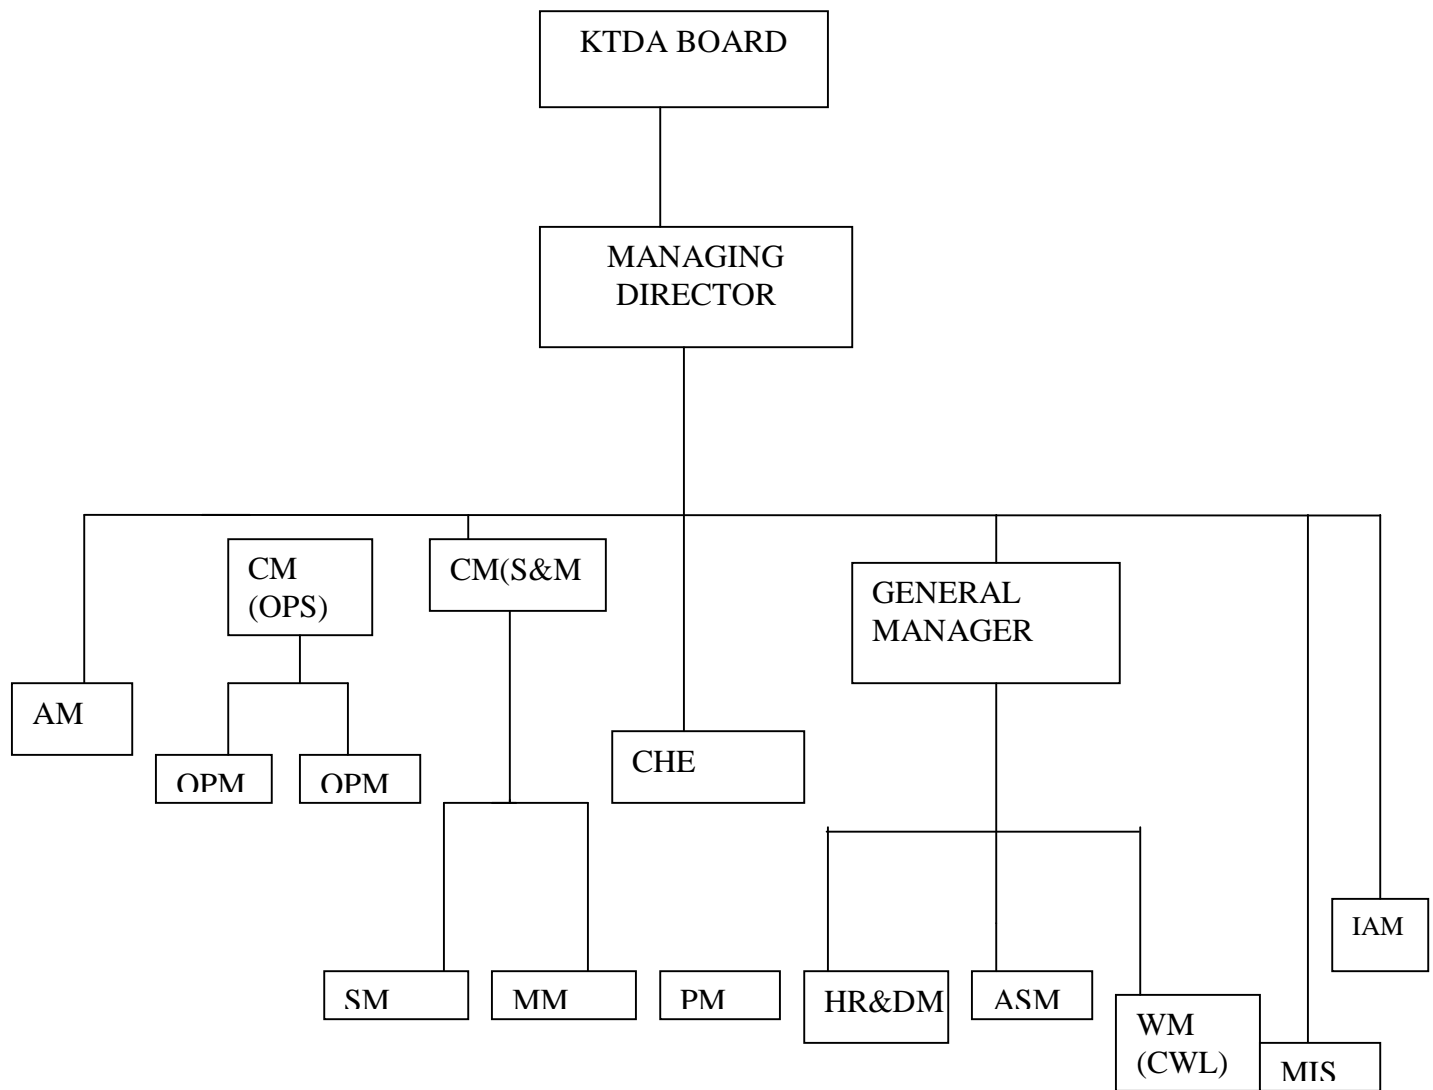 KTDA BOARD
MANAGING
DIRECTOR
CM
(OPS)
CM(S&M
GENERAL
MANAGER
AM
OPM
OPM
CHE
IAM
SM
MM
PM
HR&DM
ASM
WM
(CWL)
MIS